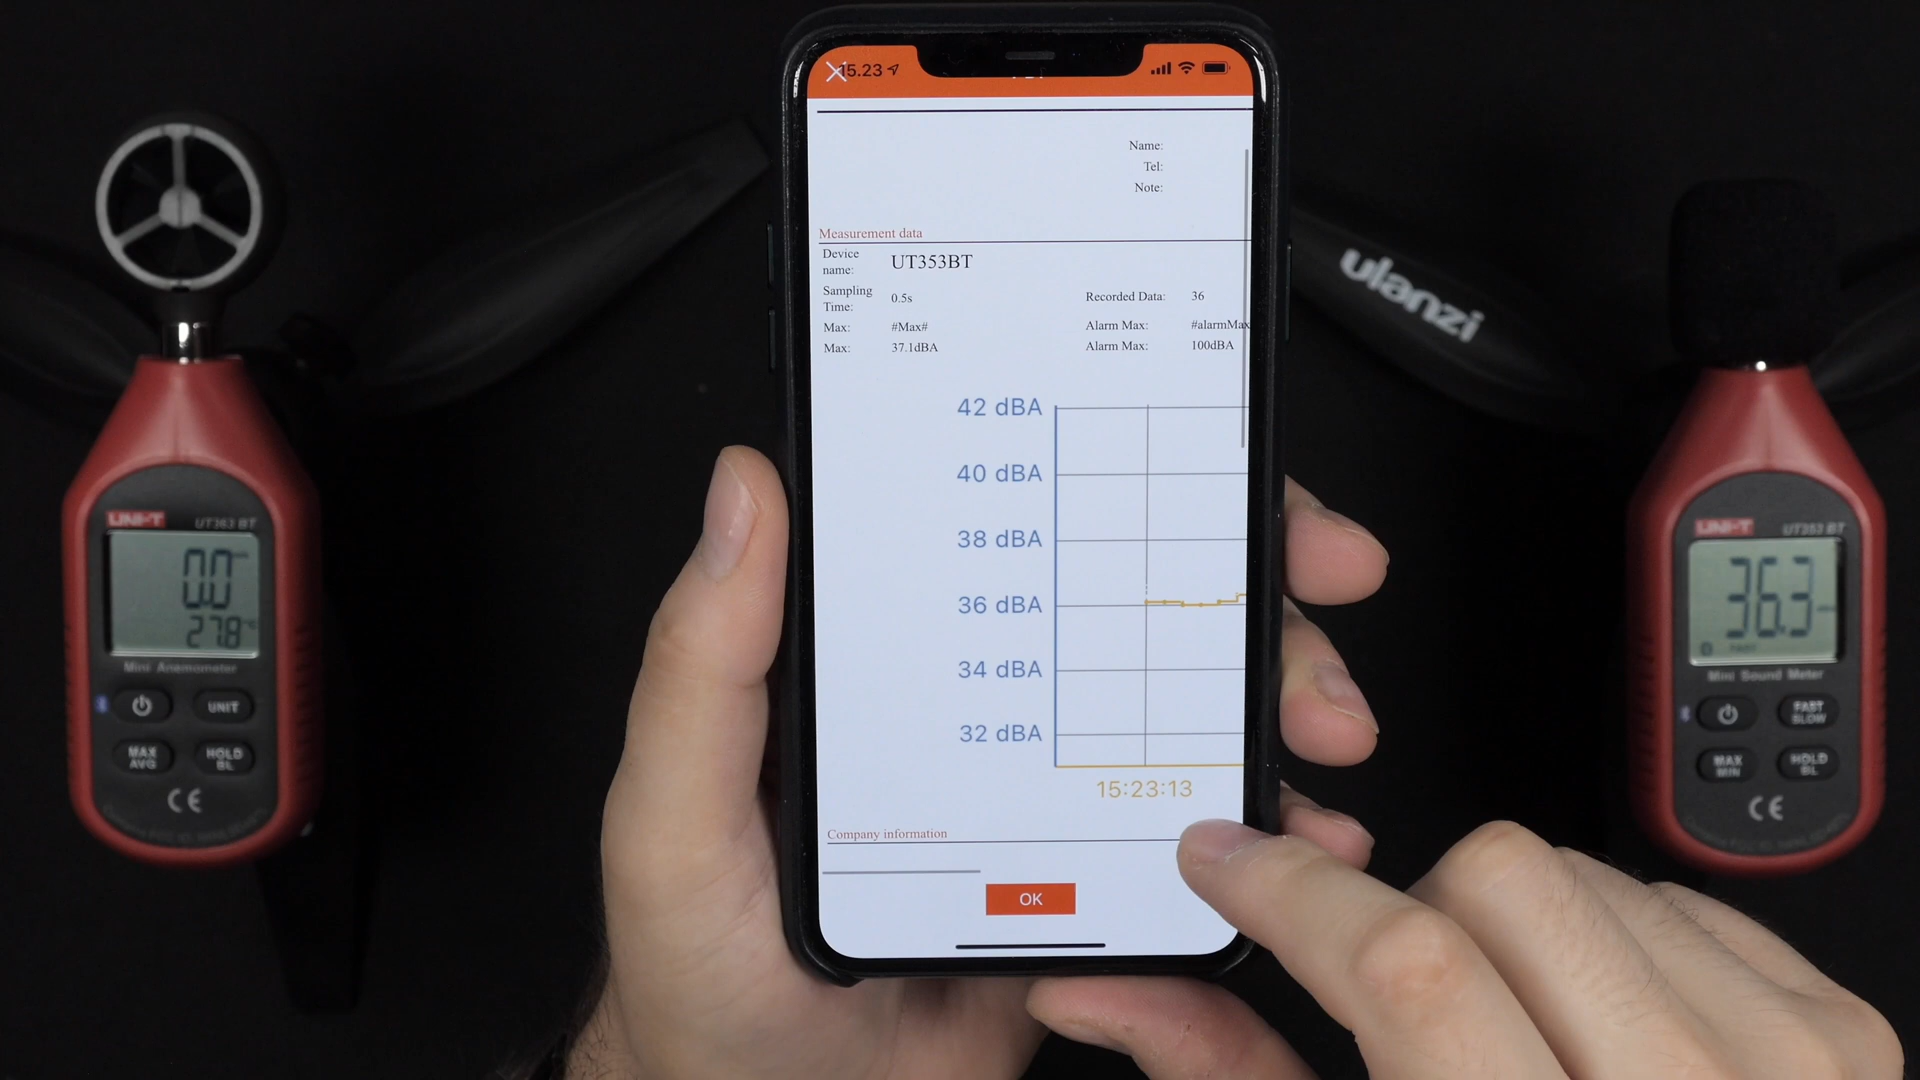 15.23
Name:
Tel:
Note:
Measurement data
Device name:
UT353BT
Sampling Time:
0.5s
Recorded Data:
36
Max:
#Max#
Alarm Max:
#alarmMax
Max:
37.1dBA
Alarm Max:
100dBA
42 dBA
40 dBA
38 dBA
36 dBA
34 dBA
32 dBA
15:23:13
Company information
OK
UNI-T
UT363 BT
0.0
27.8 °C
Mini Anemometer
UNIT
MAX AVG
HOLD BL
CE
ulanzi
UNI-T
UT353 BT
36.3
FAST
Mini Sound Meter
FAST SLOW
MAX MIN
HOLD BL
CE